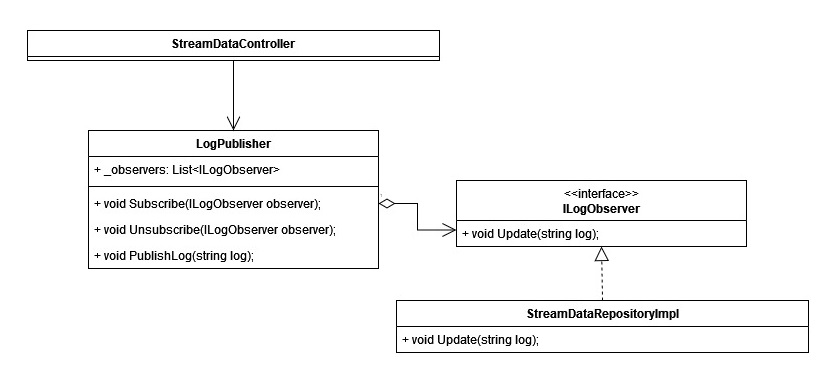 StreamDataController
LogPublisher
+ _observers: List<ILogObserver>
+ void Subscribe(ILogObserver observer);
+ void Unsubscribe(ILogObserver observer);
+ void PublishLog(string log);
<<interface>>
ILogObserver
+ void Update(string log);
StreamDataRepositoryImpl
+ void Update(string log);